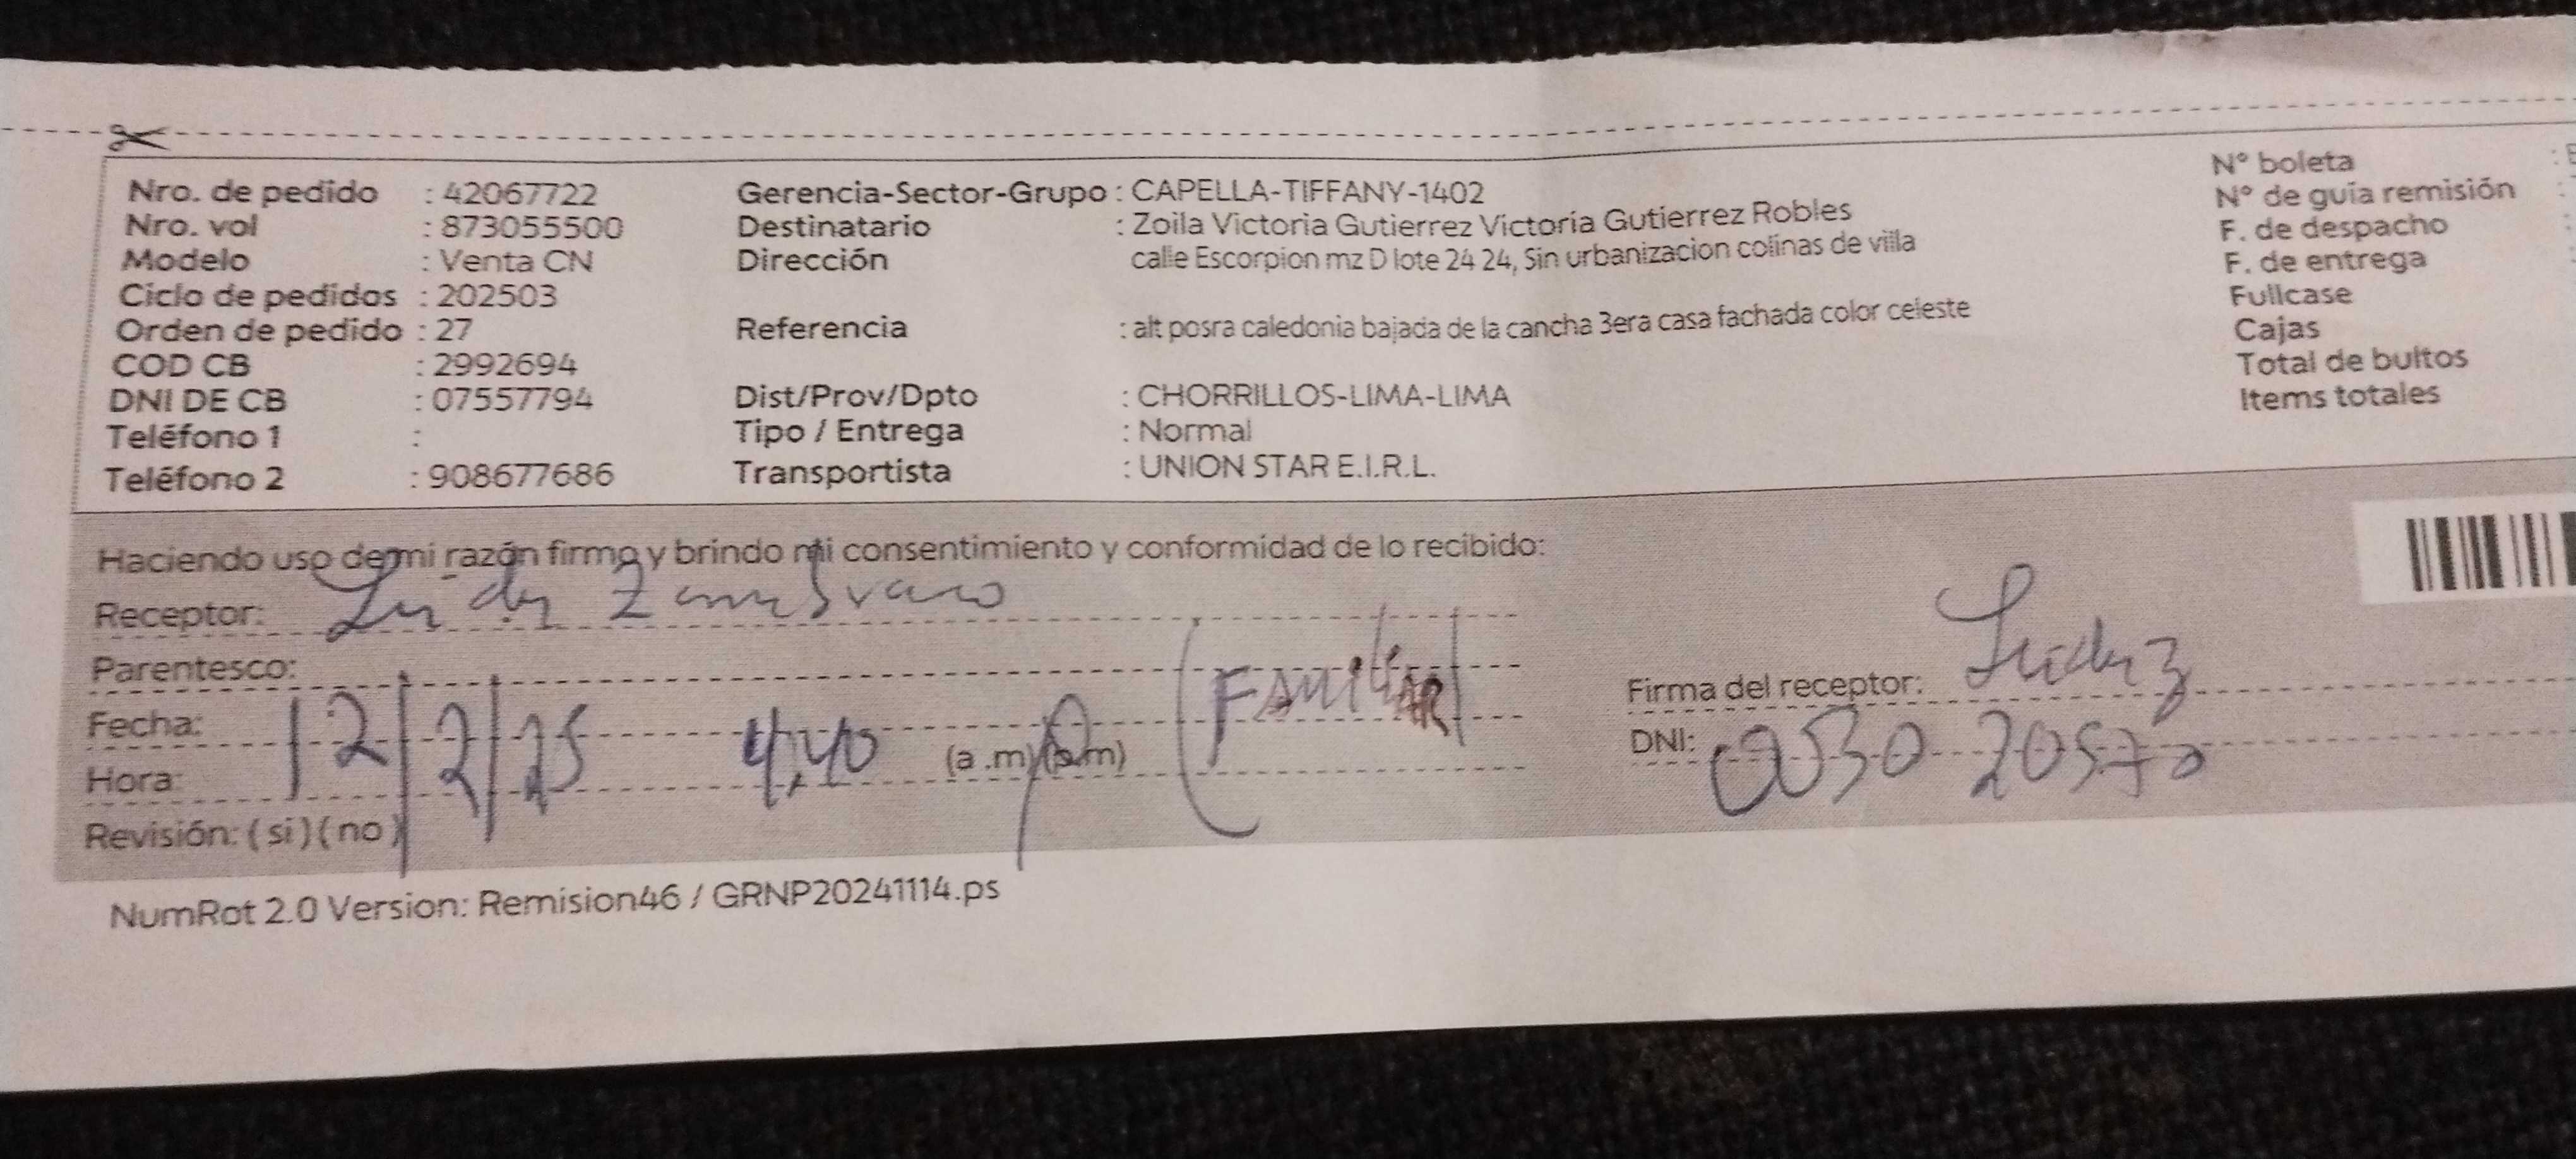 Nro. de pedido : 42067722 Gerencia-Sector-Grupo : CAPELLA-TIFFANY-1402 N° boleta
Nro. vol : 873055500 Destinatario : Zoila Victoria Gutierrez Victoria Gutierrez Robles N° de guía remisión
Modelo : Venta CN Dirección calle Escorpion mz D lote 24 24, Sin urbanizacion colinas de villa F. de despacho
Ciclo de pedidos : 202503 F. de entrega
Orden de pedido : 27 Referencia : alt posra caledonia bajada de la cancha 3era casa fachada color celeste Fullcase
COD CB : 2992694 Cajas
DNI DE CB : 07557794 Dist/Prov/Dpto : CHORRILLOS-LIMA-LIMA Total de bultos
Teléfono 1 : Tipo / Entrega : Normal Items totales
Teléfono 2 : 908677686 Transportista : UNION STAR E.I.R.L.
Haciendo uso de mi razón firmo y brindo mi consentimiento y conformidad de lo recibido:
Receptor:
Parentesco: (Familiar)
Firma del receptor:
Fecha: 12/2/25
DNI:
Hora: 4:40 (a .m) (p.m)
Revisión: ( si ) ( no )
NumRot 2.0 Version: Remision46 / GRNP20241114.ps